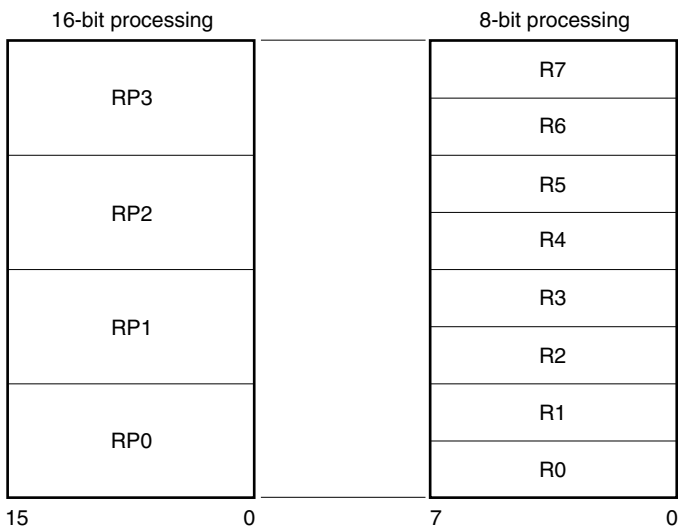 16-bit processing
8-bit processing
RP3
RP2
RP1
RP0
R7
R6
R5
R4
R3
R2
R1
R0
15 0
7 0